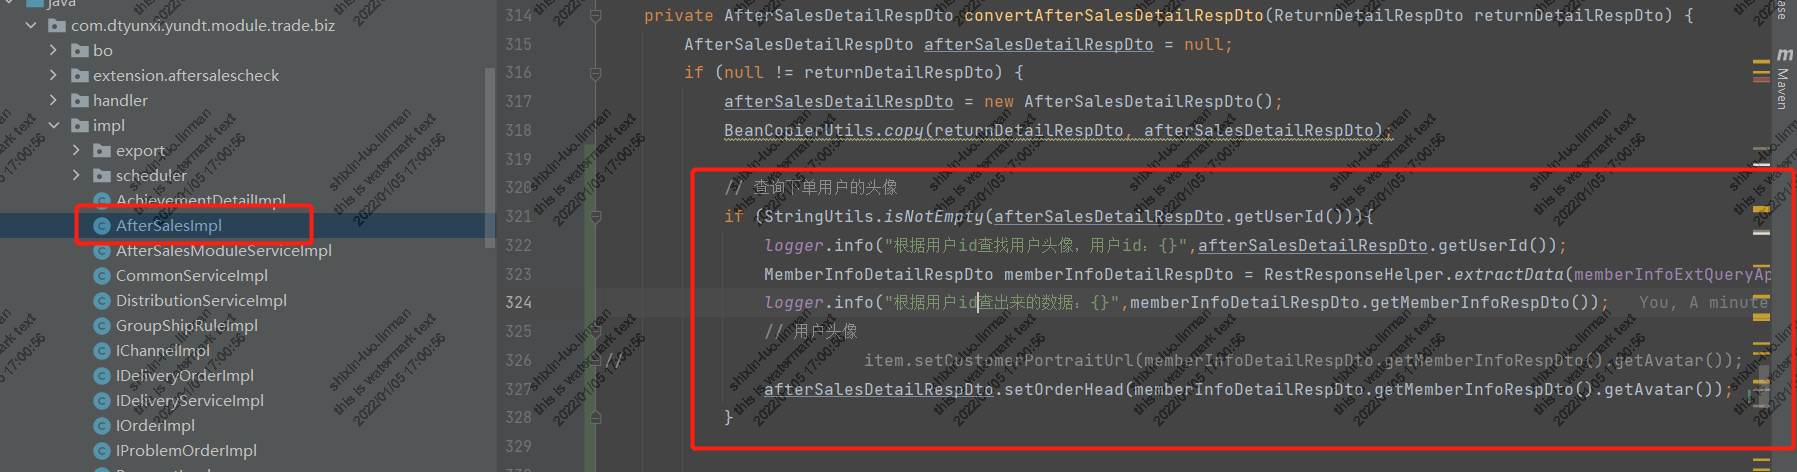 java
com.dtyunxi.yundt.module.trade.biz
bo
extension.aftersalescheck
handler
impl
export
scheduler
AchievementDetailImpl
AfterSalesImpl
AfterSalesModuleServiceImpl
CommonServiceImpl
DistributionServiceImpl
GroupShipRuleImpl
IChannelImpl
IDeliveryOrderImpl
IDeliveryServiceImpl
IOrderImpl
IProblemOrderImpl
314 private AfterSalesDetailRespDto convertAfterSalesDetailRespDto(ReturnDetailRespDto returnDetailRespDto) {
315 AfterSalesDetailRespDto afterSalesDetailRespDto = null;
316 if (null != returnDetailRespDto) {
317 afterSalesDetailRespDto = new AfterSalesDetailRespDto();
318 BeanCopierUtils.copy(returnDetailRespDto, afterSalesDetailRespDto);
319
320 // 查询下单用户的头像
321 if (StringUtils.isNotEmpty(afterSalesDetailRespDto.getUserId())){
322 logger.info("根据用户id查找用户头像，用户id：{}",afterSalesDetailRespDto.getUserId());
323 MemberInfoDetailRespDto memberInfoDetailRespDto = RestResponseHelper.extractData(memberInfoExtQueryAp
324 logger.info("根据用户id查出来的数据：{}",memberInfoDetailRespDto.getMemberInfoRespDto()); You, A minute
325 // 用户头像
326 // item.setCustomerPortraitUrl(memberInfoDetailRespDto.getMemberInfoRespDto().getAvatar());
327 afterSalesDetailRespDto.setOrderHead(memberInfoDetailRespDto.getMemberInfoRespDto().getAvatar());
328 }
329
ase
m Maven
shixin-tuo.linman
this is watermark text
2022/01/05 17:00:56